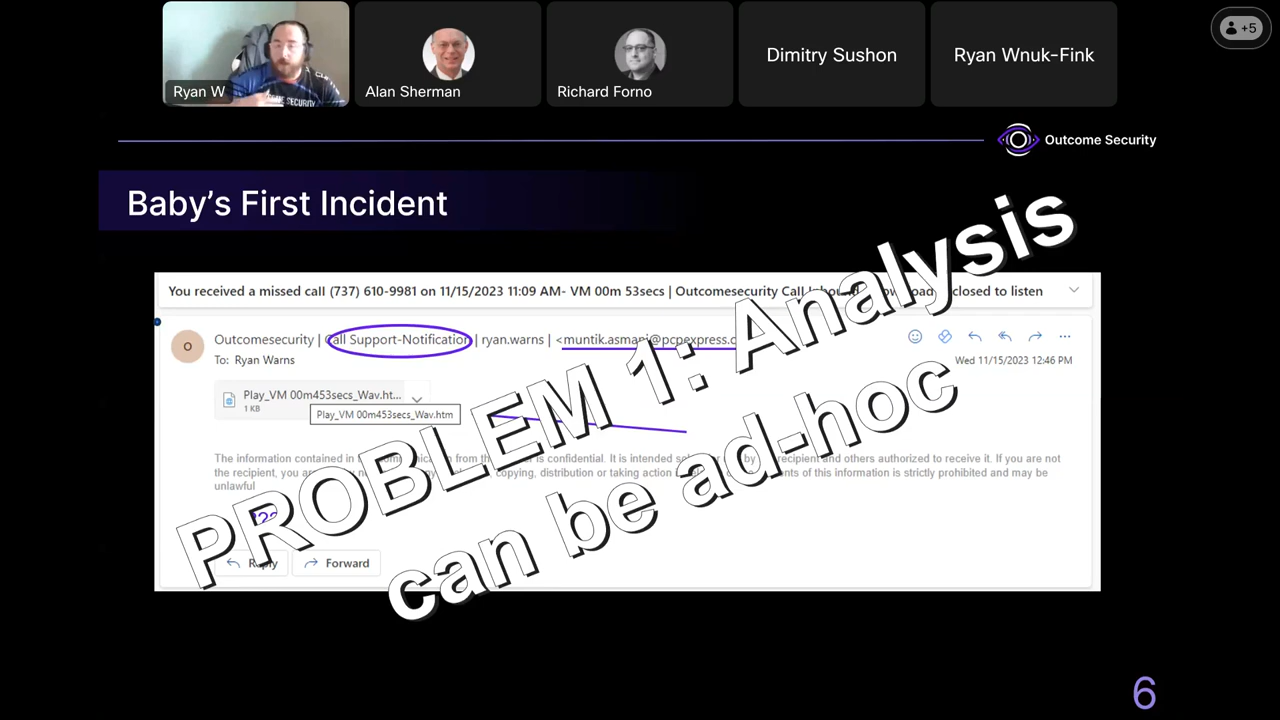 +5
Ryan W
Alan Sherman
Richard Forno
Dimitry Sushon
Ryan Wnuk-Fink
Outcome Security
Baby's First Incident
You received a missed call (737) 610-9981 on 11/15/2023 11:09 AM- VM 00m 53secs | Outcomesecurity Call closed to listen
Outcomesecurity | Call Support-Notification | ryan.warns |
To: Ryan Warns
Wed 11/15/2023 12:46 PM
Play_VM 00m453secs_Wav.ht...
1 KB
Play_VM 00m453secs_Wav.htm
PROBLEM 1: Analysis
can be ad-hoc
The information contained in from the is confidential. It is intended recipient and others authorized to receive it. If you are not
the recipient, you copying, distribution or taking action of this information is strictly prohibited and may be
unlawful
Reply
Forward
6